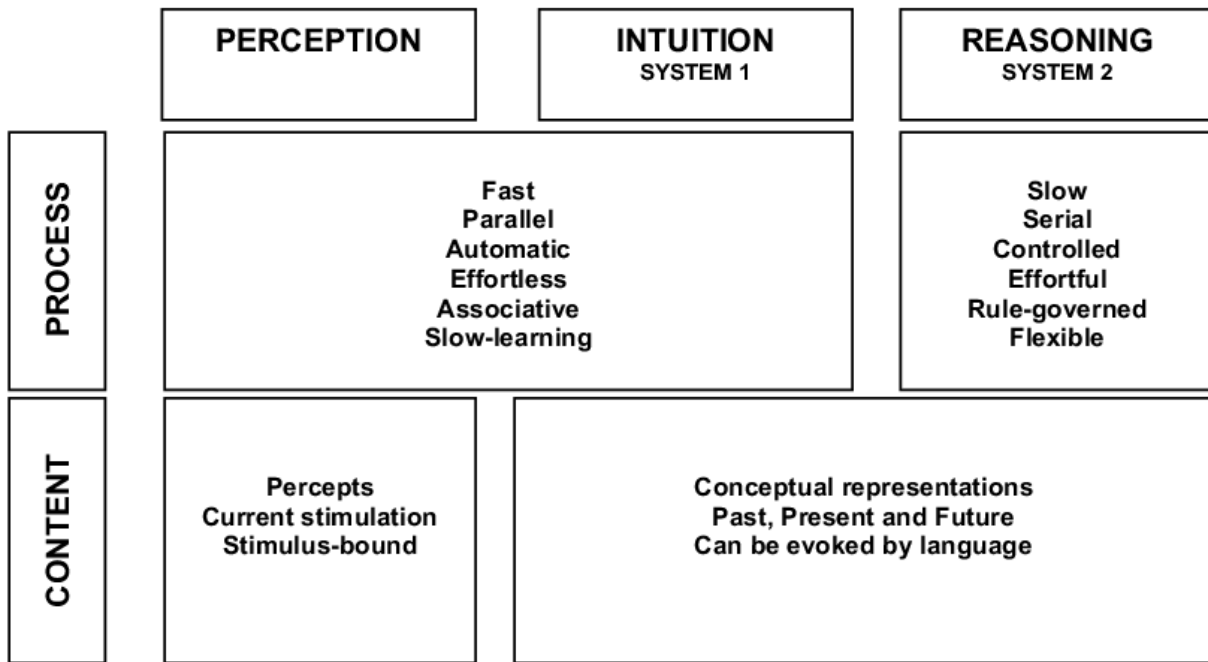 PERCEPTION
INTUITION
SYSTEM 1
REASONING
SYSTEM 2
PROCESS
Fast
Parallel
Automatic
Effortless
Associative
Slow-learning
Slow
Serial
Controlled
Effortful
Rule-governed
Flexible
CONTENT
Percepts
Current stimulation
Stimulus-bound
Conceptual representations
Past, Present and Future
Can be evoked by language